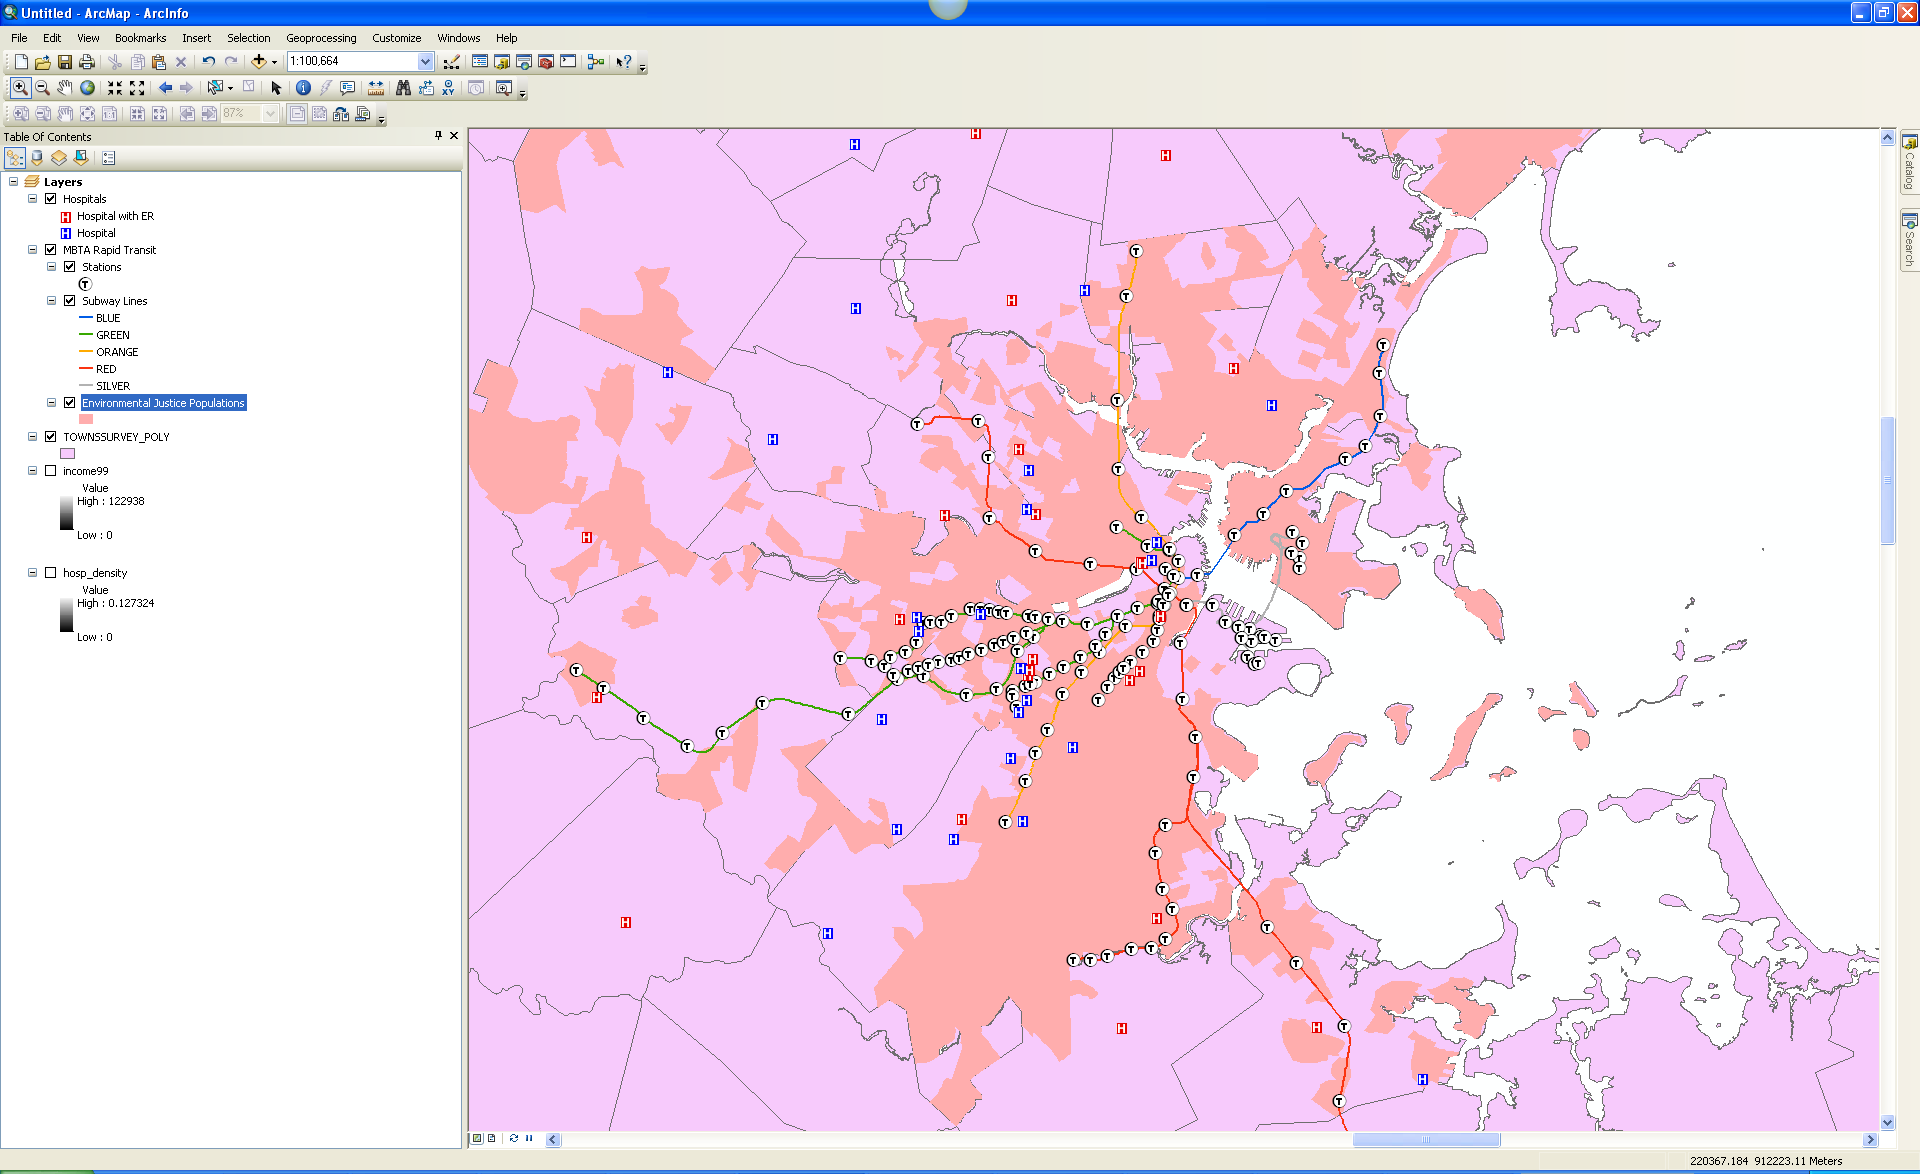 Untitled - ArcMap - ArcInfo
File Edit View Bookmarks Insert Selection Geoprocessing Customize Windows Help
1:100,664
87%
Table Of Contents
Layers
Hospitals
H Hospital with ER
H Hospital
MBTA Rapid Transit
Stations
T
Subway Lines
BLUE
GREEN
ORANGE
RED
SILVER
Environmental Justice Populations
TOWNSSURVEY_POLY
income99
Value
High : 122938
Low : 0
hosp_density
Value
High : 0.127324
Low : 0
Catalog
Search
220367.184 912223.11 Meters